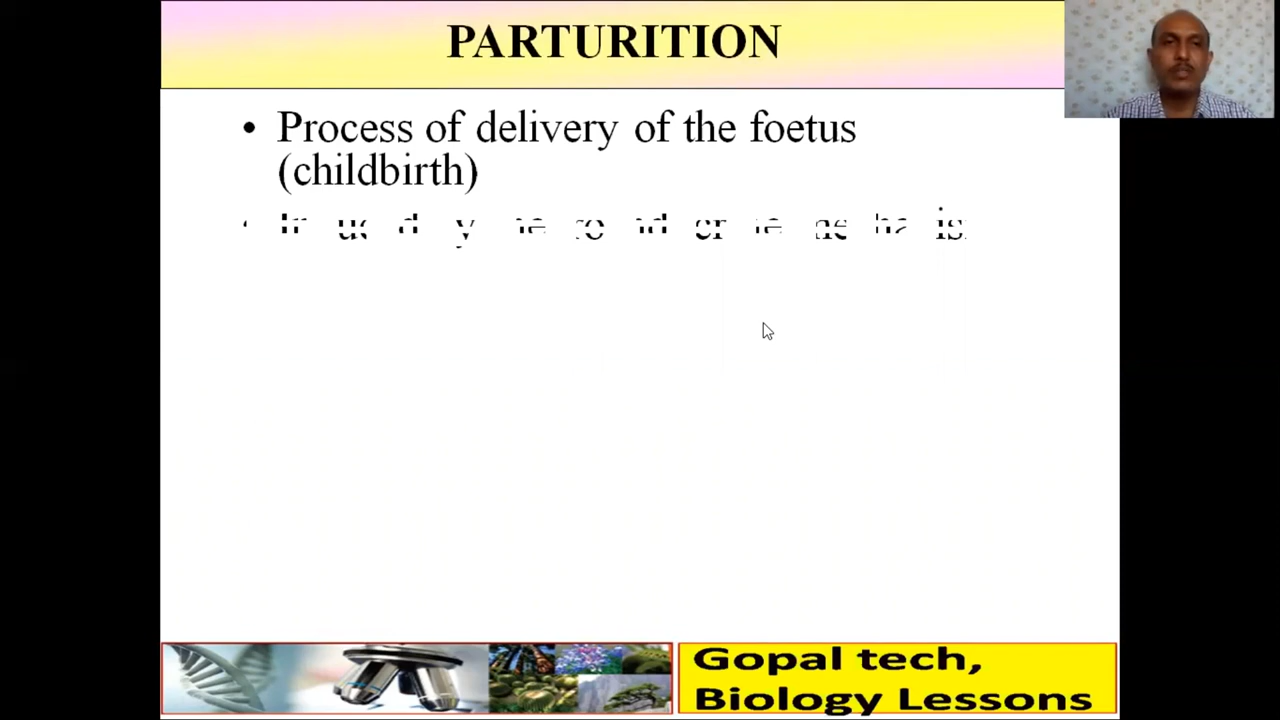 PARTURITION
• Process of delivery of the foetus
(childbirth)
Gopal tech,
Biology Lessons